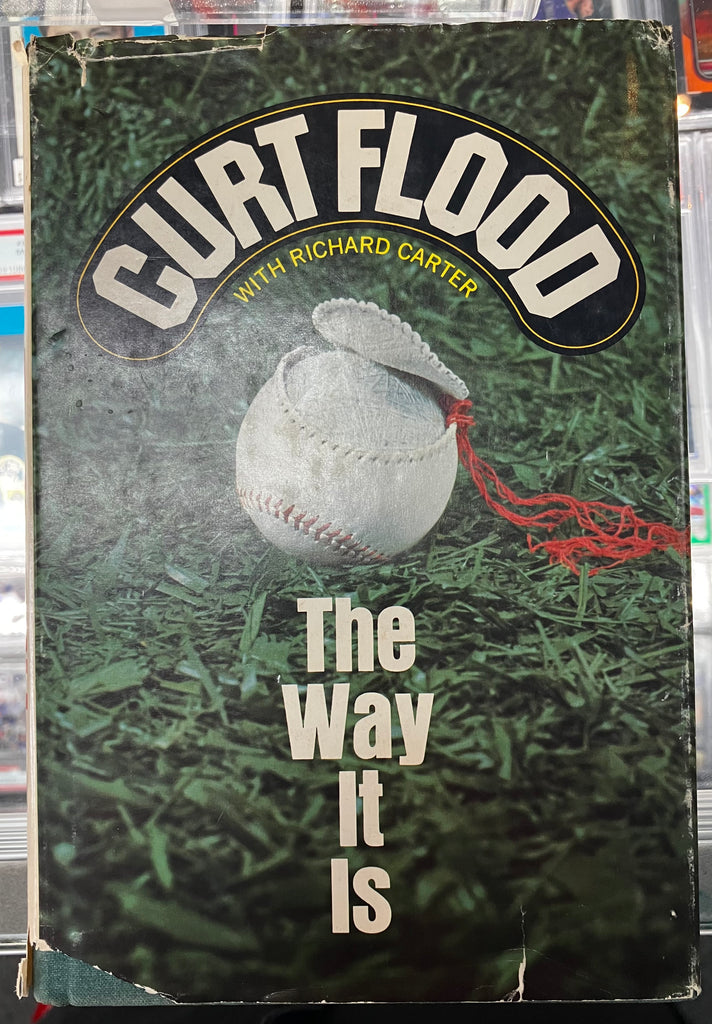 CURT FLOOD
WITH RICHARD CARTER
The
Way
It
Is